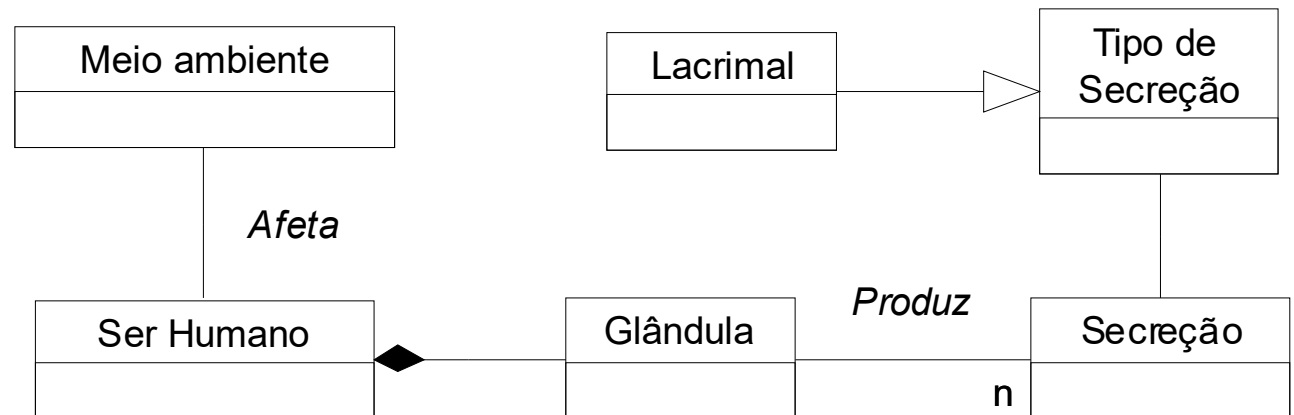 Meio ambiente
Lacrimal
Tipo de
Secreção
Afeta
Produz
Ser Humano
Glândula
Secreção
n